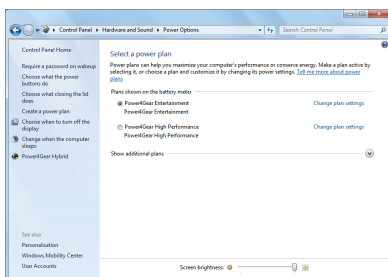 Control Panel ▸ Hardware and Sound ▸ Power Options
Search Control Panel
Control Panel Home
Require a password on wakeup
Choose what the power
buttons do
Choose what closing the lid
does
Create a power plan
Choose when to turn off the
display
Change when the computer
sleeps
Power4Gear Hybrid
See also
Personalization
Windows Mobility Center
User Accounts
Select a power plan
Power plans can help you maximize your computer's performance or conserve energy. Make a plan active by
selecting it, or choose a plan and customize it by changing its power settings. Tell me more about power
plans
Plans shown on the battery meter
Power4Gear Entertainment Change plan settings
Power4Gear Entertainment
Power4Gear High Performance Change plan settings
Power4Gear High Performance
Show additional plans
Screen brightness: